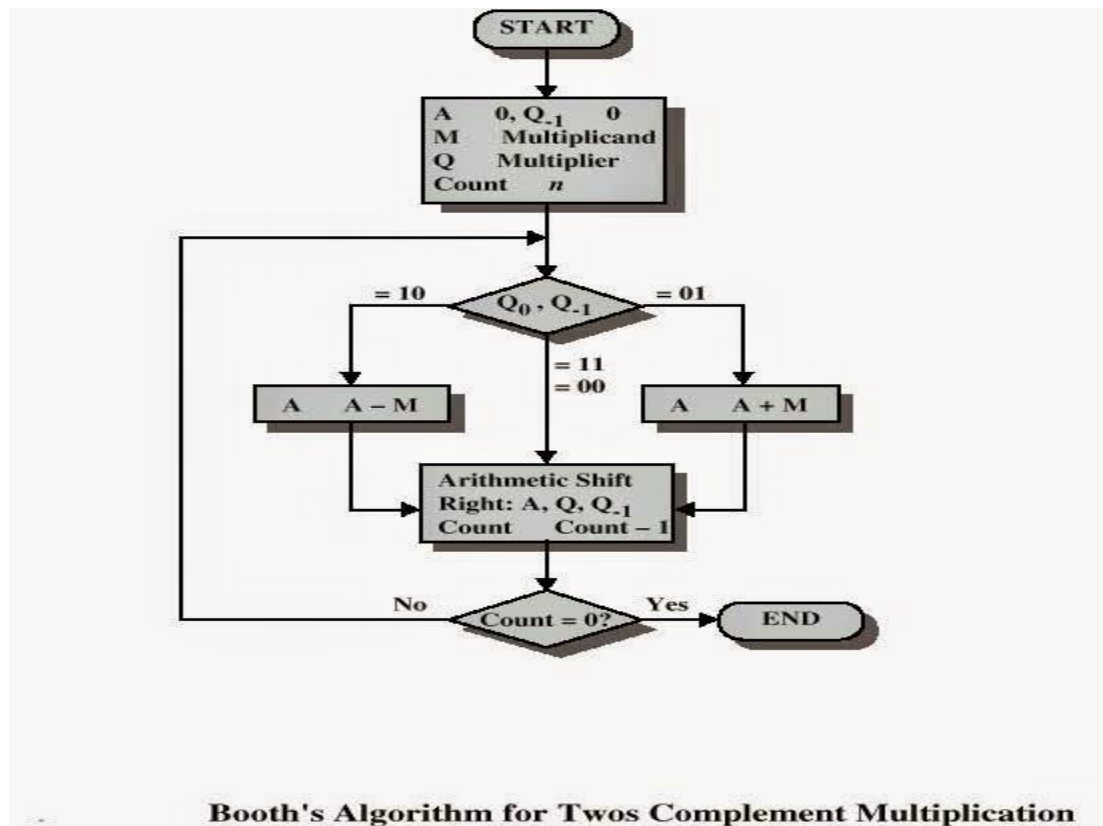 START
A 0, Q-1 0
M Multiplicand
Q Multiplier
Count n
= 10
Q0, Q-1
= 01
= 11
= 00
A A – M
A A + M
Arithmetic Shift
Right: A, Q, Q-1
Count Count – 1
No
Count = 0?
Yes
END
Booth's Algorithm for Twos Complement Multiplication